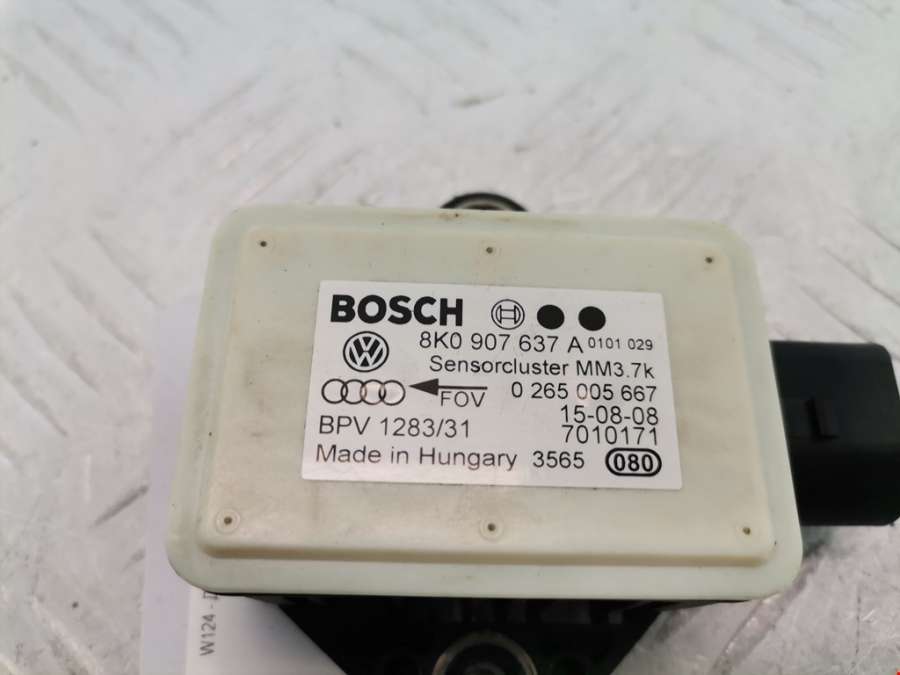 BOSCH
8K0 907 637 A 0101 029
Sensorcluster MM3.7k
FOV 0 265 005 667
15-08-08
BPV 1283/31 7010171
Made in Hungary 3565 080
W124 -